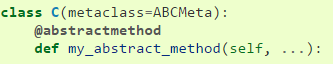 class C(metaclass=ABCMeta):
    @abstractmethod
    def my_abstract_method(self, ...):